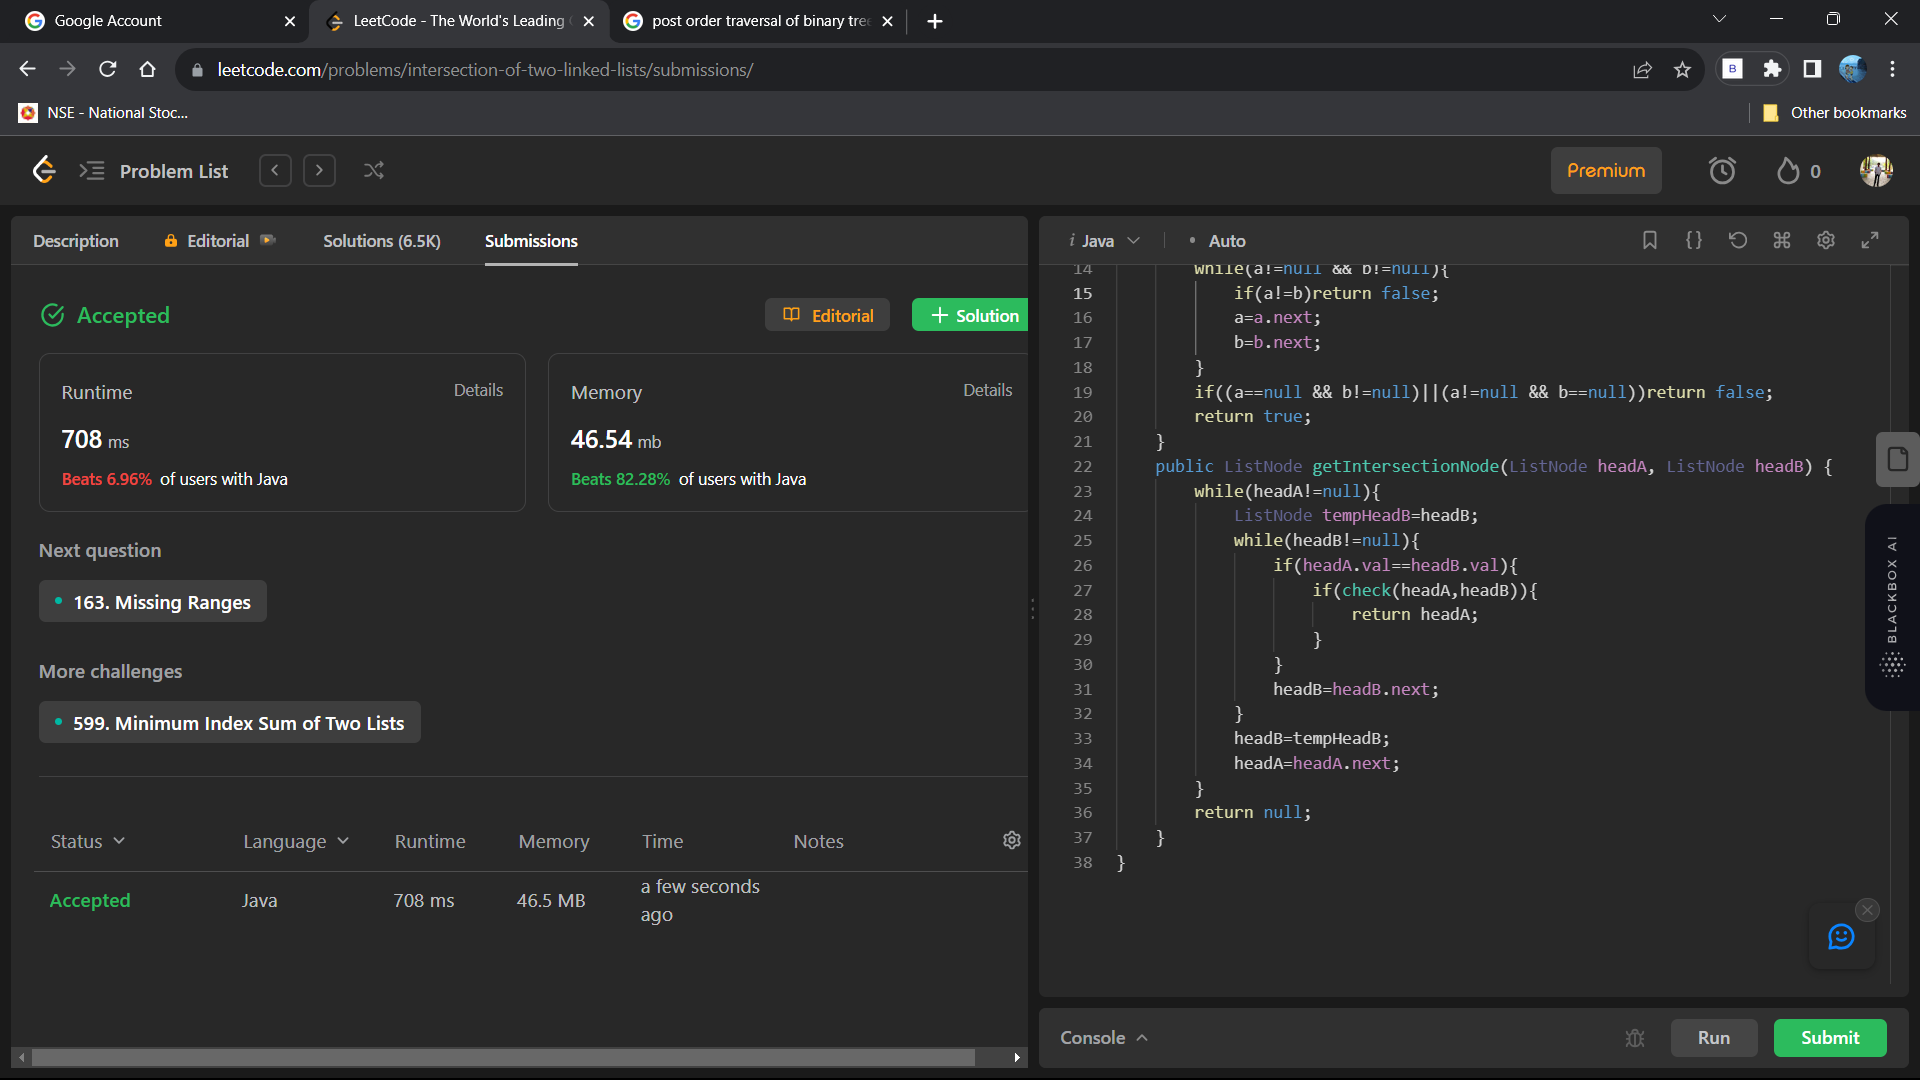 Google Account
LeetCode - The World's Leading
post order traversal of binary tree
leetcode.com/problems/intersection-of-two-linked-lists/submissions/
B
NSE - National Stoc...
Other bookmarks
Problem List
Premium
0
Description
Editorial
Solutions (6.5K)
Submissions
Accepted
Editorial
+ Solution
Runtime
Details
708 ms
Beats 6.96% of users with Java
Memory
Details
46.54 mb
Beats 82.28% of users with Java
Next question
163. Missing Ranges
More challenges
599. Minimum Index Sum of Two Lists
Status
Language
Runtime
Memory
Time
Notes
Accepted
Java
708 ms
46.5 MB
a few seconds
ago
i Java
• Auto
14 while(a!=null && b!=null){
15 if(a!=b)return false;
16 a=a.next;
17 b=b.next;
18 }
19 if((a==null && b!=null)||(a!=null && b==null))return false;
20 return true;
21 }
22 public ListNode getIntersectionNode(ListNode headA, ListNode headB) {
23 while(headA!=null){
24 ListNode tempHeadB=headB;
25 while(headB!=null){
26 if(headA.val==headB.val){
27 if(check(headA,headB)){
28 return headA;
29 }
30 }
31 headB=headB.next;
32 }
33 headB=tempHeadB;
34 headA=headA.next;
35 }
36 return null;
37 }
38 }
BLACKBOX AI
Console
Run
Submit